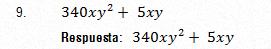 9. 340xy² + 5xy
Respuesta: 340xy² + 5xy